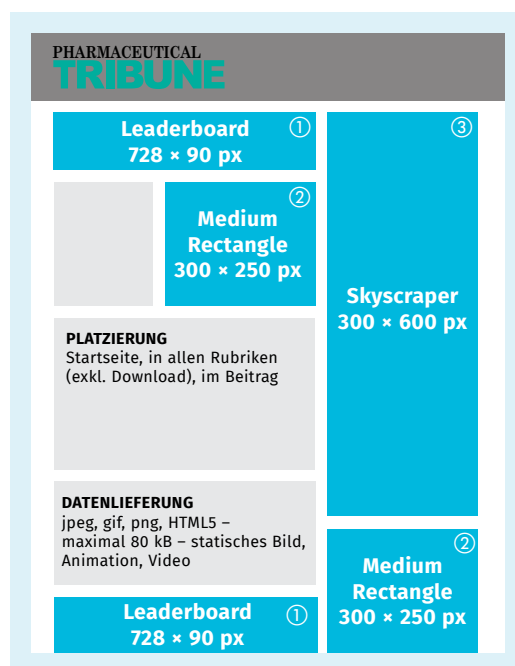 PHARMACEUTICAL
TRIBUNE
Leaderboard ①
728 × 90 px
②
Medium
Rectangle
300 × 250 px
③
Skyscraper
300 × 600 px
PLATZIERUNG
Startseite, in allen Rubriken
(exkl. Download), im Beitrag
DATENLIEFERUNG
jpeg, gif, png, HTML5 –
maximal 80 kB – statisches Bild,
Animation, Video
Leaderboard ①
728 × 90 px
②
Medium
Rectangle
300 × 250 px